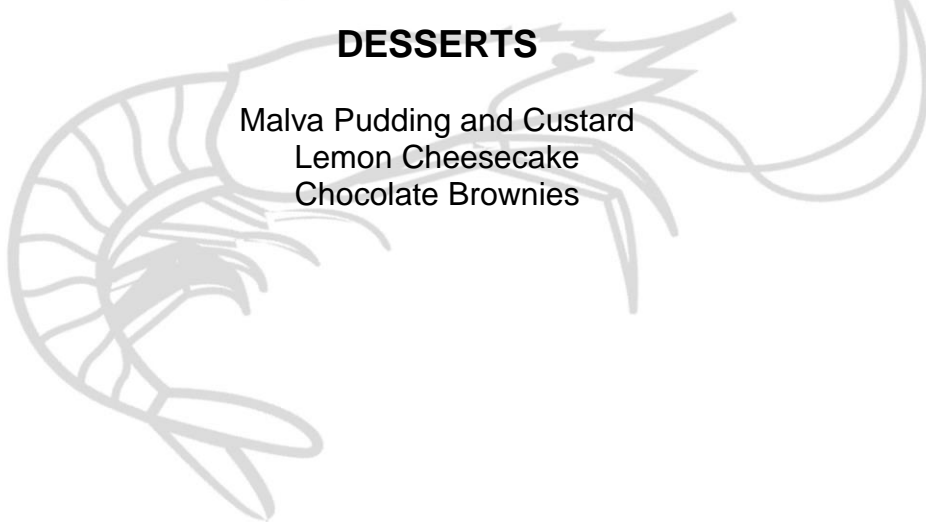 DESSERTS
Malva Pudding and Custard
Lemon Cheesecake
Chocolate Brownies